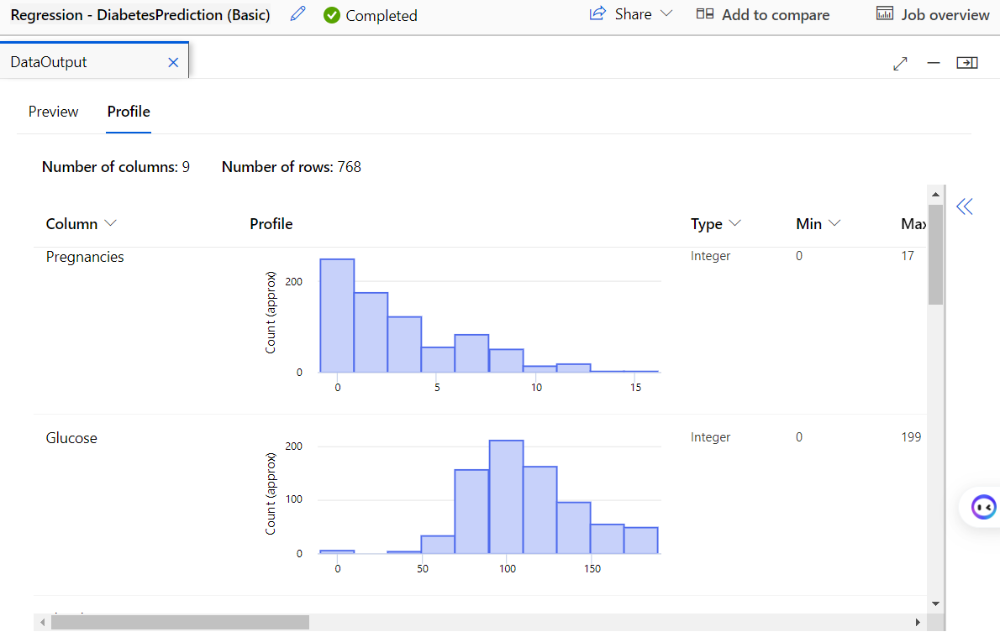 Regression - DiabetesPrediction (Basic) Completed Share Add to compare Job overview
DataOutput
Preview Profile
Number of columns: 9 Number of rows: 768
Column Profile Type Min Max
Pregnancies Integer 0 17
Count (approx)
200
0
0 5 10 15
Glucose Integer 0 199
Count (approx)
200
100
0
0 50 100 150